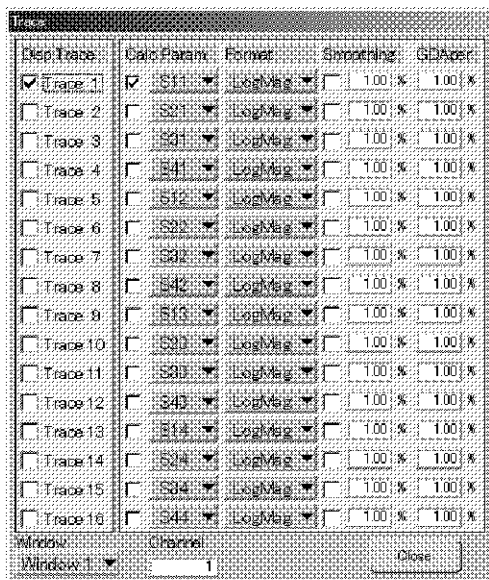 Trace
Disp Trace Calc Param. Format Smoothing GDAper
Trace 1 S11 LogMag 1.00 % 1.00 %
Trace 2 S21 LogMag 1.00 % 1.00 %
Trace 3 S31 LogMag 1.00 % 1.00 %
Trace 4 S41 LogMag 1.00 % 1.00 %
Trace 5 S12 LogMag 1.00 % 1.00 %
Trace 6 S22 LogMag 1.00 % 1.00 %
Trace 7 S32 LogMag 1.00 % 1.00 %
Trace 8 S42 LogMag 1.00 % 1.00 %
Trace 9 S13 LogMag 1.00 % 1.00 %
Trace 10 S23 LogMag 1.00 % 1.00 %
Trace 11 S33 LogMag 1.00 % 1.00 %
Trace 12 S43 LogMag 1.00 % 1.00 %
Trace 13 S14 LogMag 1.00 % 1.00 %
Trace 14 S24 LogMag 1.00 % 1.00 %
Trace 15 S34 LogMag 1.00 % 1.00 %
Trace 16 S44 LogMag 1.00 % 1.00 %
Window Channel
Window 1 1 Close